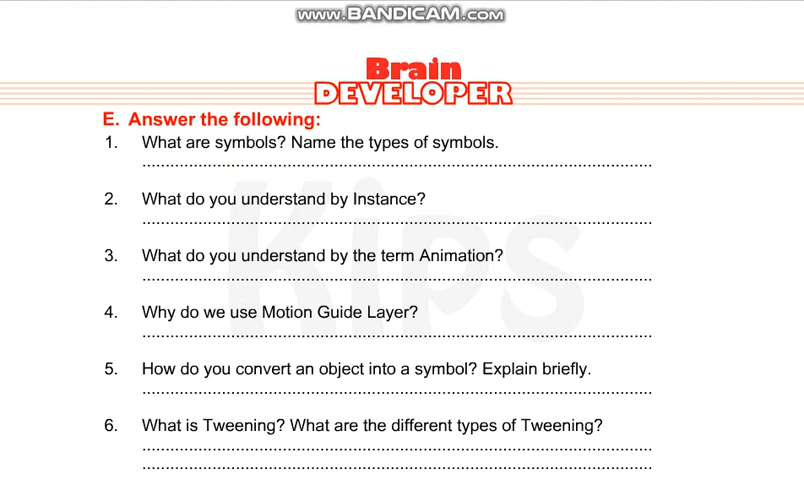 www.BANDICAM.com
Brain
DEVELOPER
E. Answer the following:
1. What are symbols? Name the types of symbols.
2. What do you understand by Instance?
3. What do you understand by the term Animation?
4. Why do we use Motion Guide Layer?
5. How do you convert an object into a symbol? Explain briefly.
6. What is Tweening? What are the different types of Tweening?
Kips